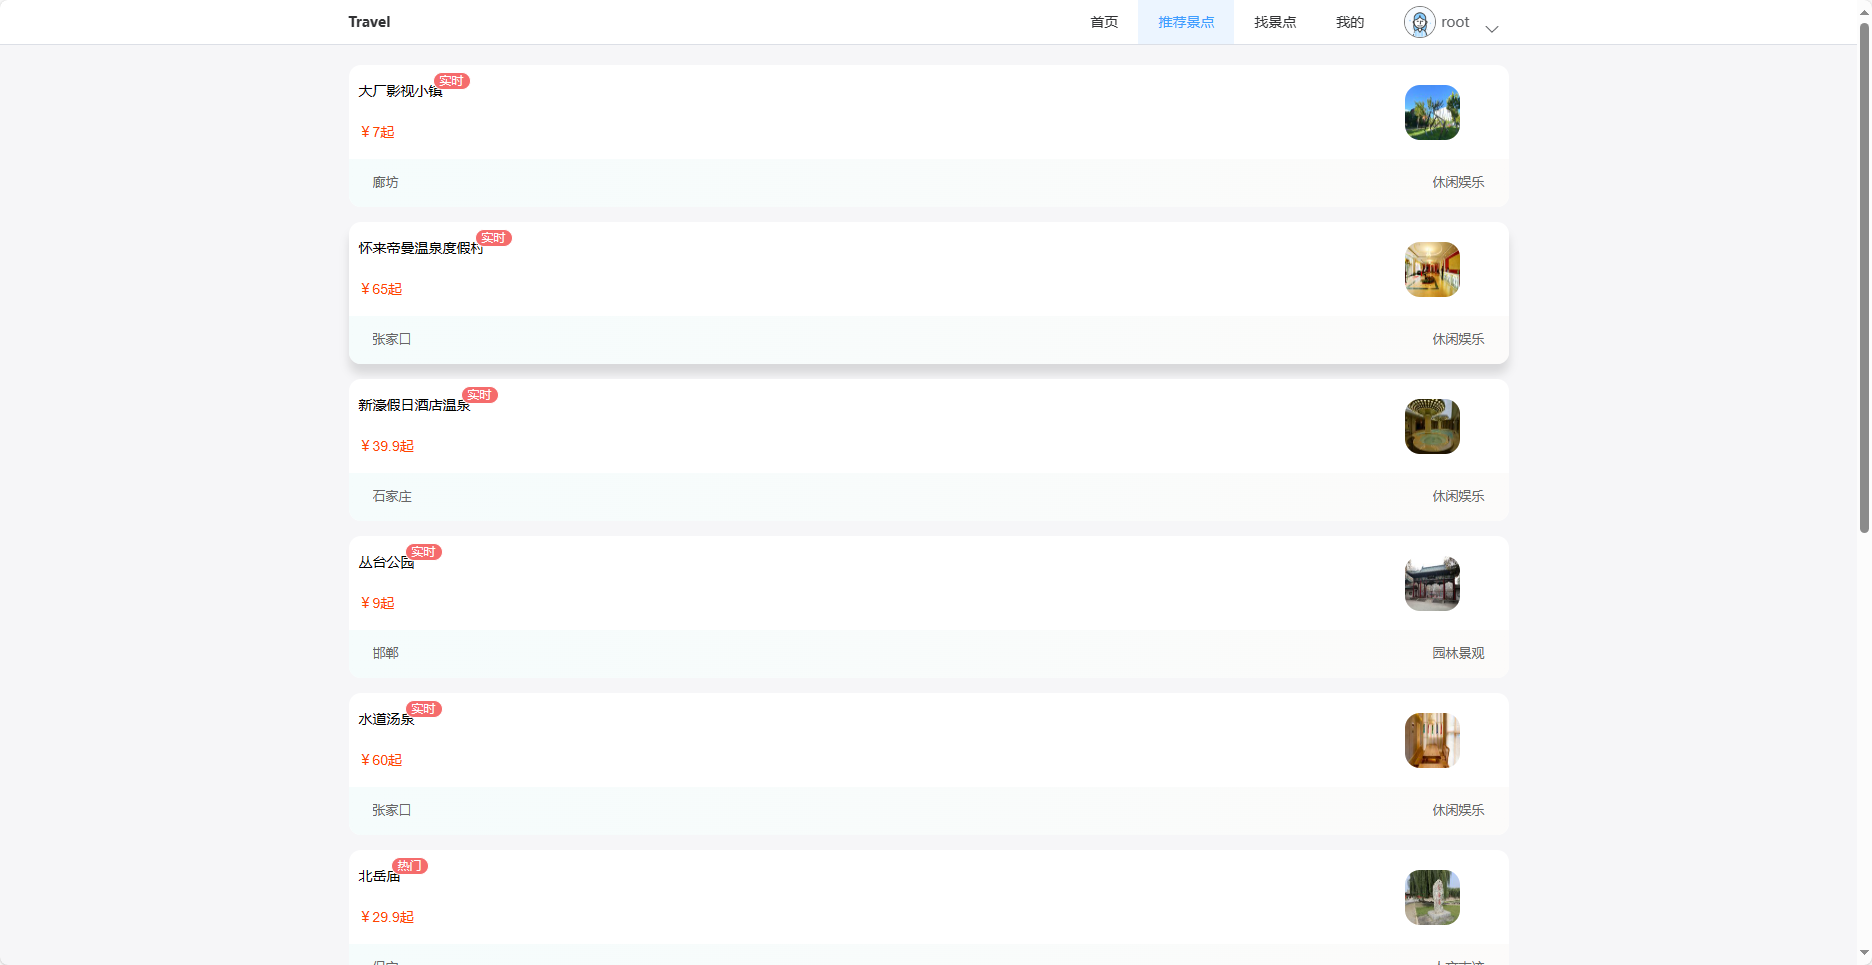 Travel 首页 推荐景点 找景点 我的 root
大厂影视小镇 实时
￥7起
廊坊 休闲娱乐
怀来帝曼温泉度假村 实时
￥65起
张家口 休闲娱乐
新濠假日酒店温泉 实时
￥39.9起
石家庄 休闲娱乐
丛台公园 实时
￥9起
邯郸 园林景观
水道汤泉 实时
￥60起
张家口 休闲娱乐
北岳庙 热门
￥29.9起